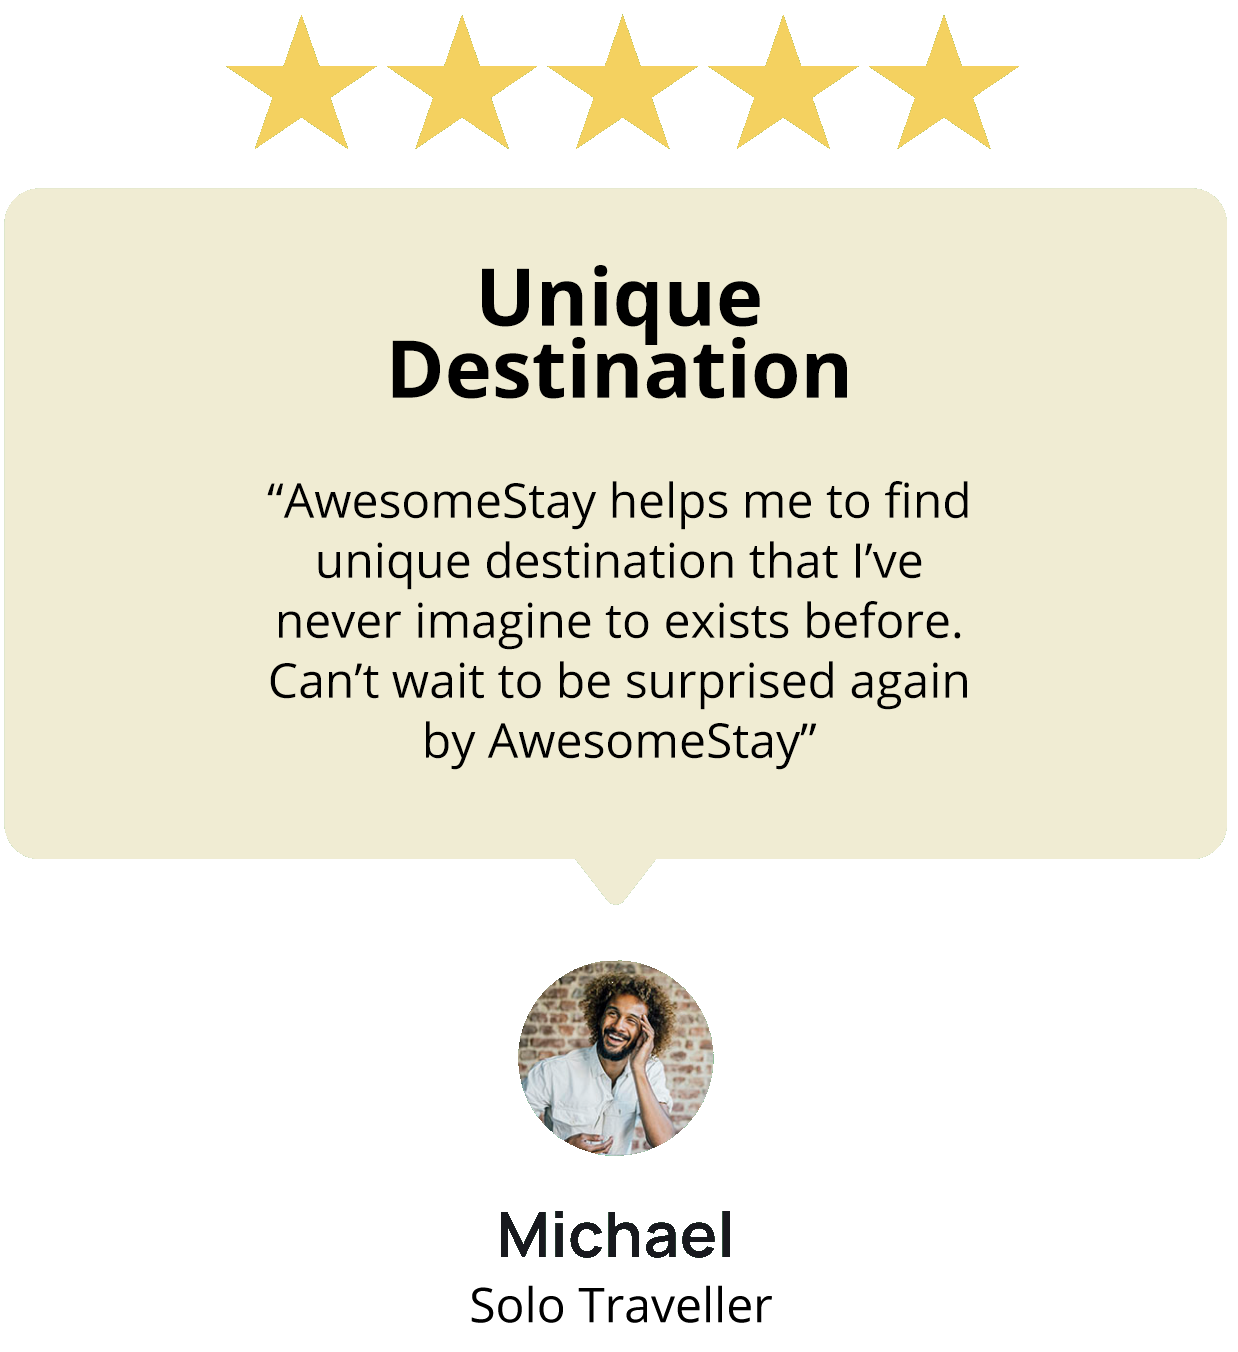 Unique
Destination
“AwesomeStay helps me to find
unique destination that I’ve
never imagine to exists before.
Can’t wait to be surprised again
by AwesomeStay”
Michael
Solo Traveller